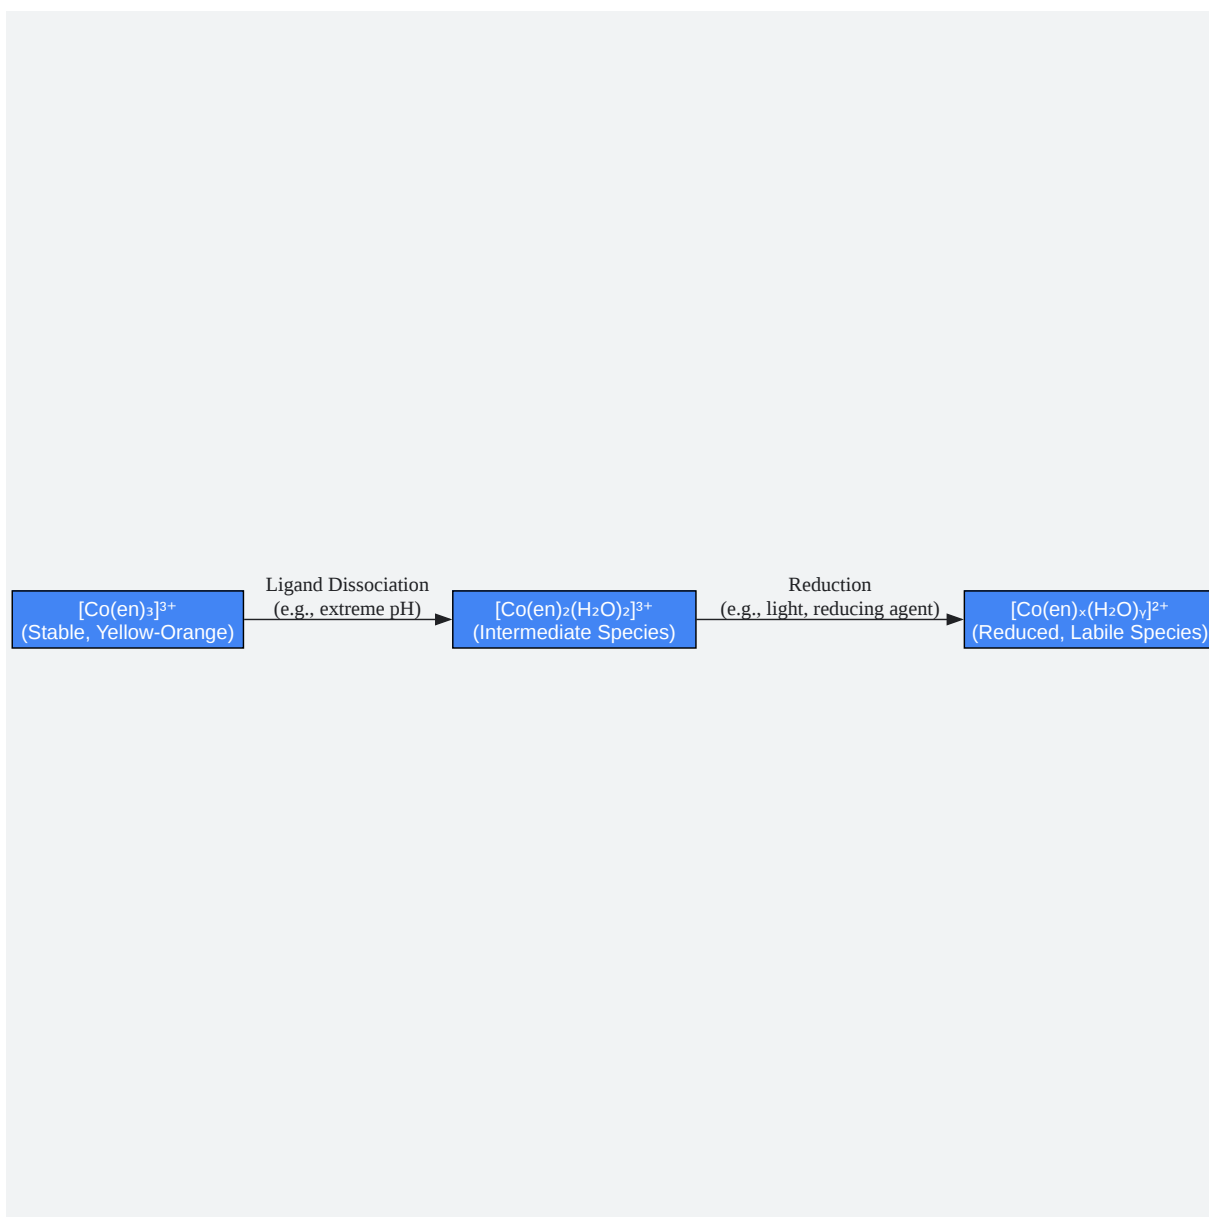 [Co(en)₃]³⁺
(Stable, Yellow-Orange)
Ligand Dissociation
(e.g., extreme pH)
[Co(en)₂(H₂O)₂]³⁺
(Intermediate Species)
Reduction
(e.g., light, reducing agent)
[Co(en)ₓ(H₂O)ᵧ]²⁺
(Reduced, Labile Species)